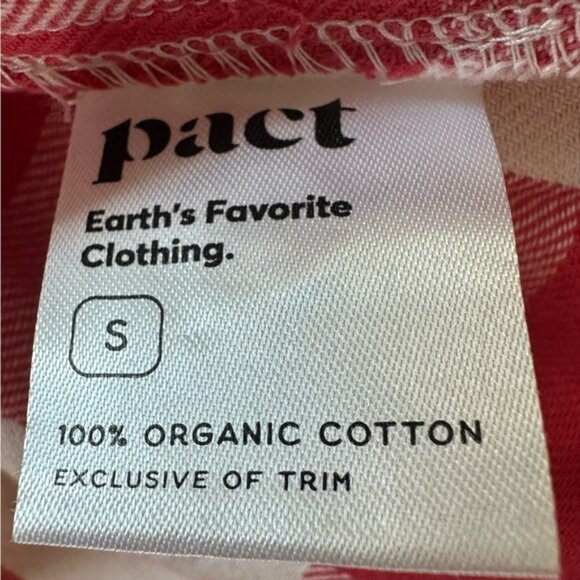 pact
Earth's Favorite
Clothing.
S
100% ORGANIC COTTON
EXCLUSIVE OF TRIM